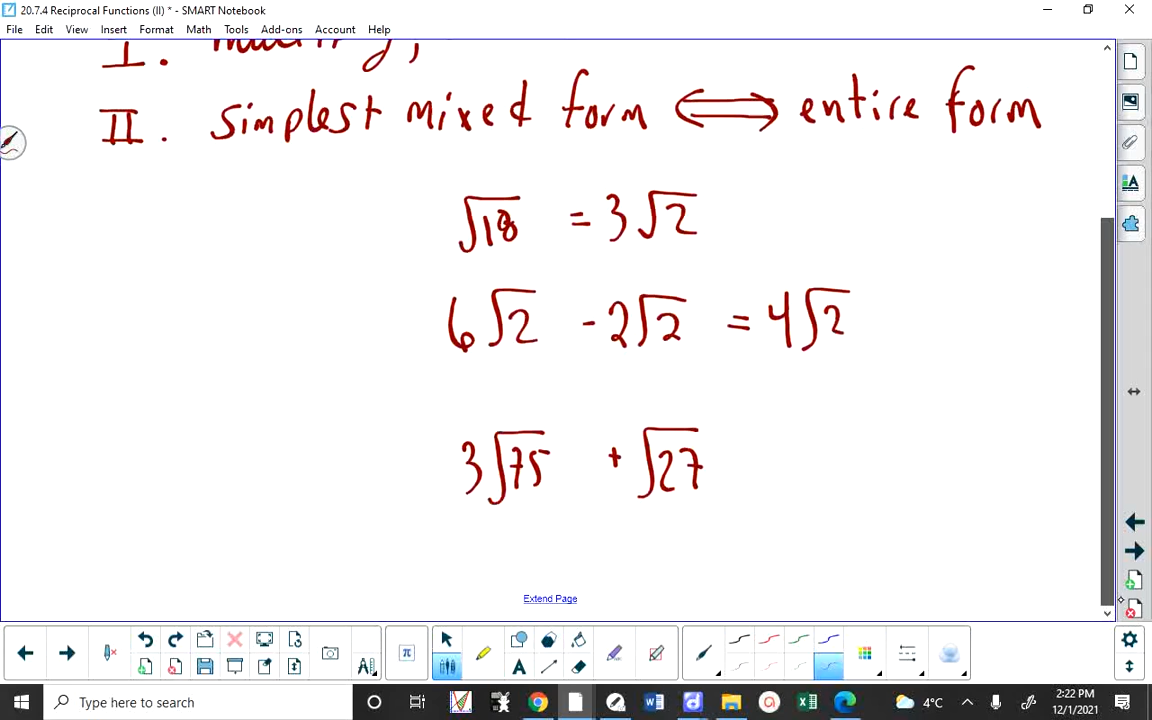 20.7.4 Reciprocal Functions (II) * - SMART Notebook
File Edit View Insert Format Math Tools Add-ons Account Help
I.
II. simplest mixed form ⟺ entire form
√18 = 3√2
6√2 - 2√2 = 4√2
3√75 + √27
Extend Page
Type here to search
4°C
2:22 PM
12/1/2021